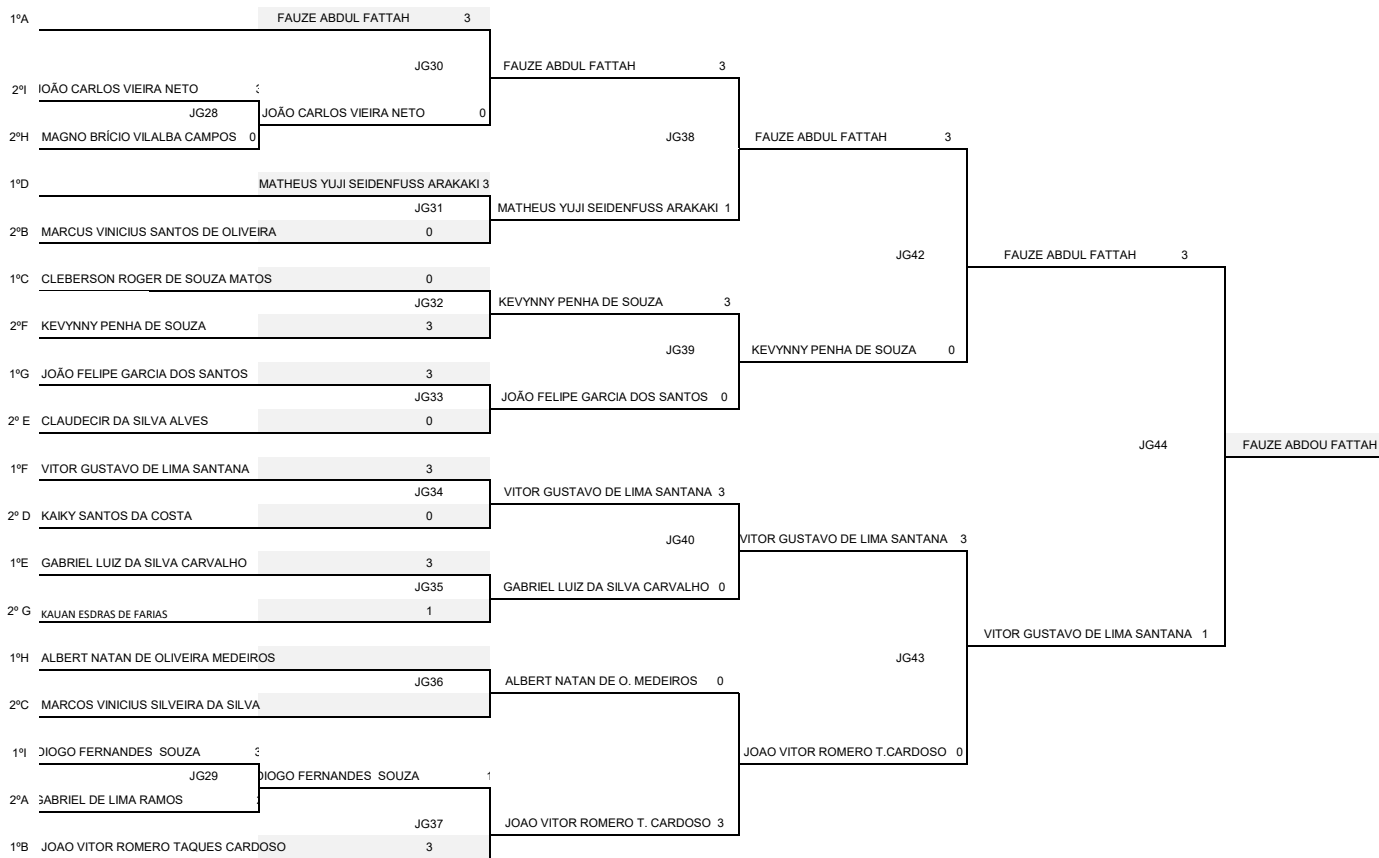 1ºA FAUZE ABDUL FATTAH 3
JG30 FAUZE ABDUL FATTAH 3
2ºI JOÃO CARLOS VIEIRA NETO
JG28 JOÃO CARLOS VIEIRA NETO 0
2ºH MAGNO BRÍCIO VILALBA CAMPOS 0 JG38 FAUZE ABDUL FATTAH 3
1ºD MATHEUS YUJI SEIDENFUSS ARAKAKI 3
JG31 MATHEUS YUJI SEIDENFUSS ARAKAKI 1
2ºB MARCUS VINICIUS SANTOS DE OLIVEIRA 0
JG42 FAUZE ABDUL FATTAH 3
1ºC CLEBERSON ROGER DE SOUZA MATOS 0
JG32 KEVYNNY PENHA DE SOUZA 3
2ºF KEVYNNY PENHA DE SOUZA 3
JG39 KEVYNNY PENHA DE SOUZA 0
1ºG JOÃO FELIPE GARCIA DOS SANTOS 3
JG33 JOÃO FELIPE GARCIA DOS SANTOS 0
2º E CLAUDECIR DA SILVA ALVES 0
JG44 FAUZE ABDOU FATTAH
1ºF VITOR GUSTAVO DE LIMA SANTANA 3
JG34 VITOR GUSTAVO DE LIMA SANTANA 3
2º D KAIKY SANTOS DA COSTA 0
JG40 VITOR GUSTAVO DE LIMA SANTANA 3
1ºE GABRIEL LUIZ DA SILVA CARVALHO 3
JG35 GABRIEL LUIZ DA SILVA CARVALHO 0
2º G KAUAN ESDRAS DE FARIAS 1
VITOR GUSTAVO DE LIMA SANTANA 1
1ºH ALBERT NATAN DE OLIVEIRA MEDEIROS JG43
JG36 ALBERT NATAN DE O. MEDEIROS 0
2ºC MARCOS VINICIUS SILVEIRA DA SILVA
1ºI DIOGO FERNANDES SOUZA JOAO VITOR ROMERO T.CARDOSO 0
JG29 DIOGO FERNANDES SOUZA 1
2ºA GABRIEL DE LIMA RAMOS
JG37 JOAO VITOR ROMERO T. CARDOSO 3
1ºB JOAO VITOR ROMERO TAQUES CARDOSO 3